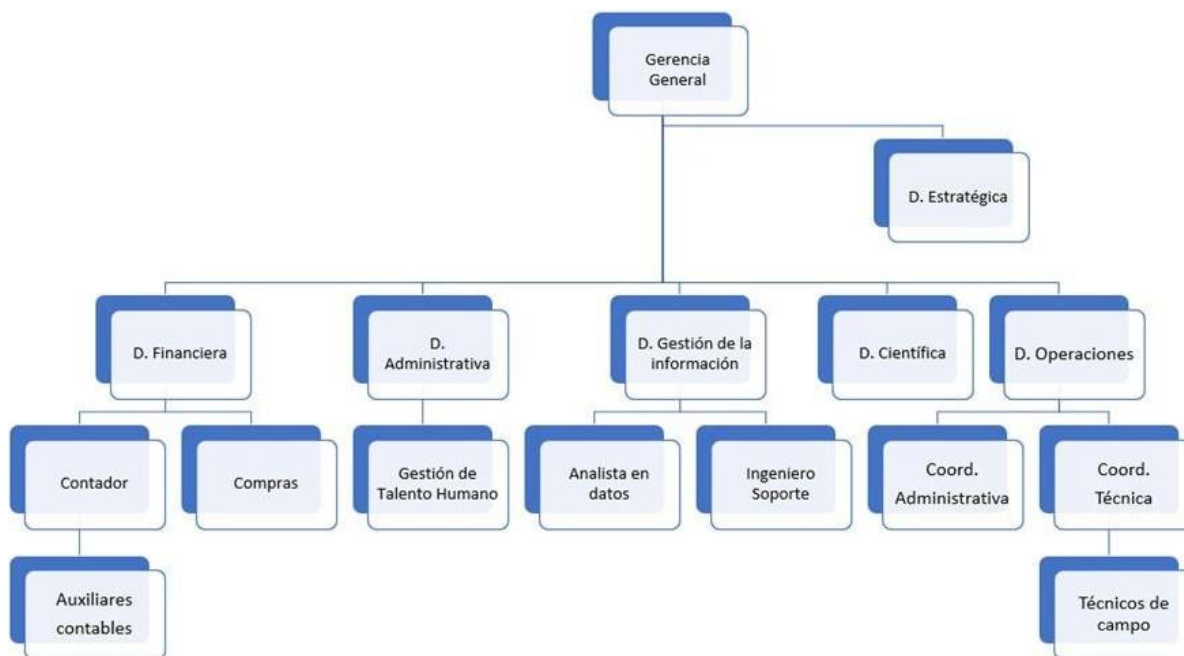 Gerencia
General
D. Estratégica
D. Financiera
D.
Administrativa
D. Gestión de la
información
D. Científica
D. Operaciones
Contador
Compras
Gestión de
Talento Humano
Analista en
datos
Ingeniero
Soporte
Coord.
Administrativa
Coord.
Técnica
Auxiliares
contables
Técnicos de
campo